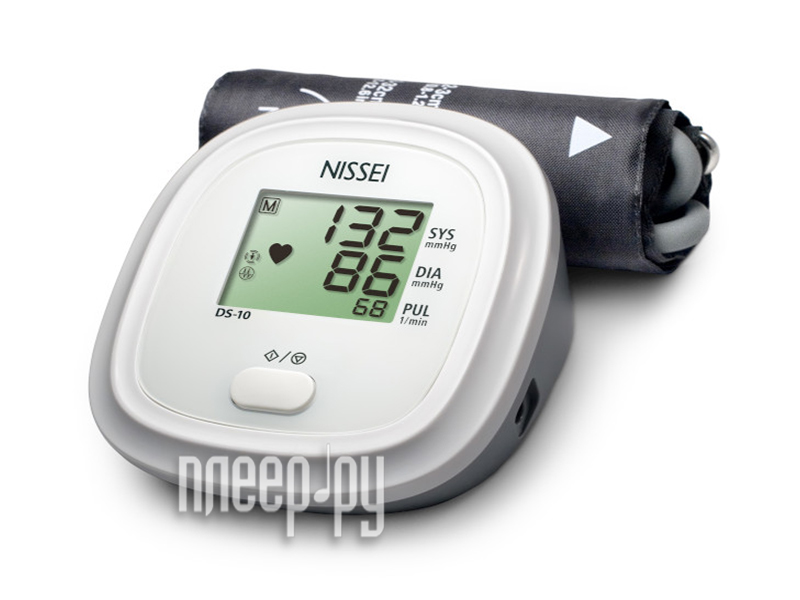 NISSEI
M
132
SYS
mmHg
86
DIA
mmHg
68
PUL
1/min
DS-10
плеер.ру